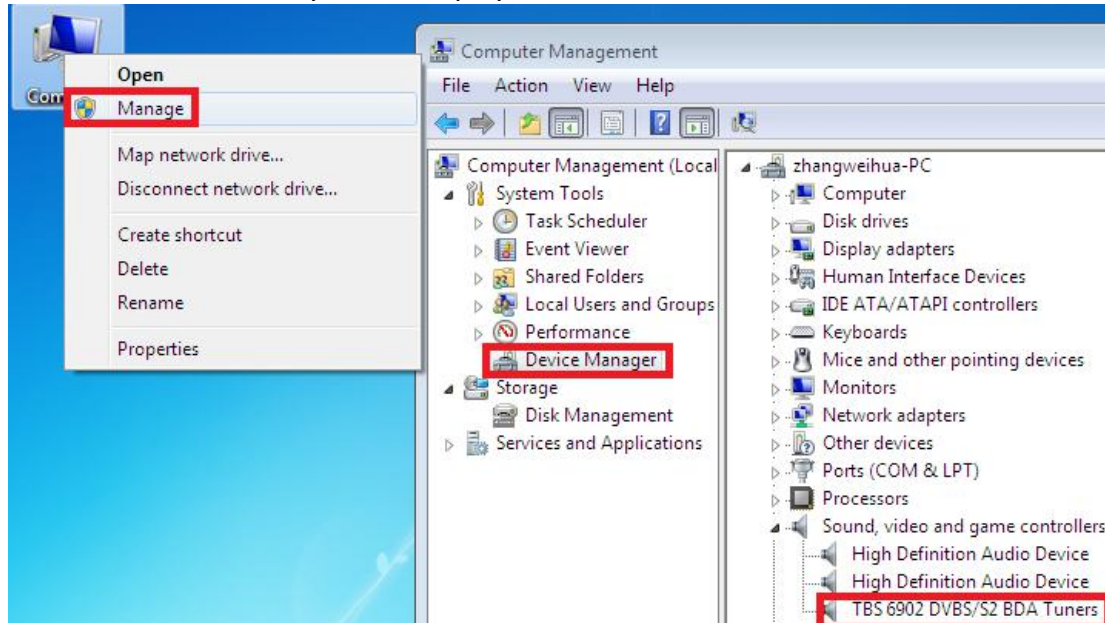 Open
Manage
Map network drive...
Disconnect network drive...
Create shortcut
Delete
Rename
Properties
Computer Management
File Action View Help
Computer Management (Local
System Tools
Task Scheduler
Event Viewer
Shared Folders
Local Users and Groups
Performance
Device Manager
Storage
Disk Management
Services and Applications
zhangweihua-PC
Computer
Disk drives
Display adapters
Human Interface Devices
IDE ATA/ATAPI controllers
Keyboards
Mice and other pointing devices
Monitors
Network adapters
Other devices
Ports (COM & LPT)
Processors
Sound, video and game controllers
High Definition Audio Device
High Definition Audio Device
TBS 6902 DVBS/S2 BDA Tuners